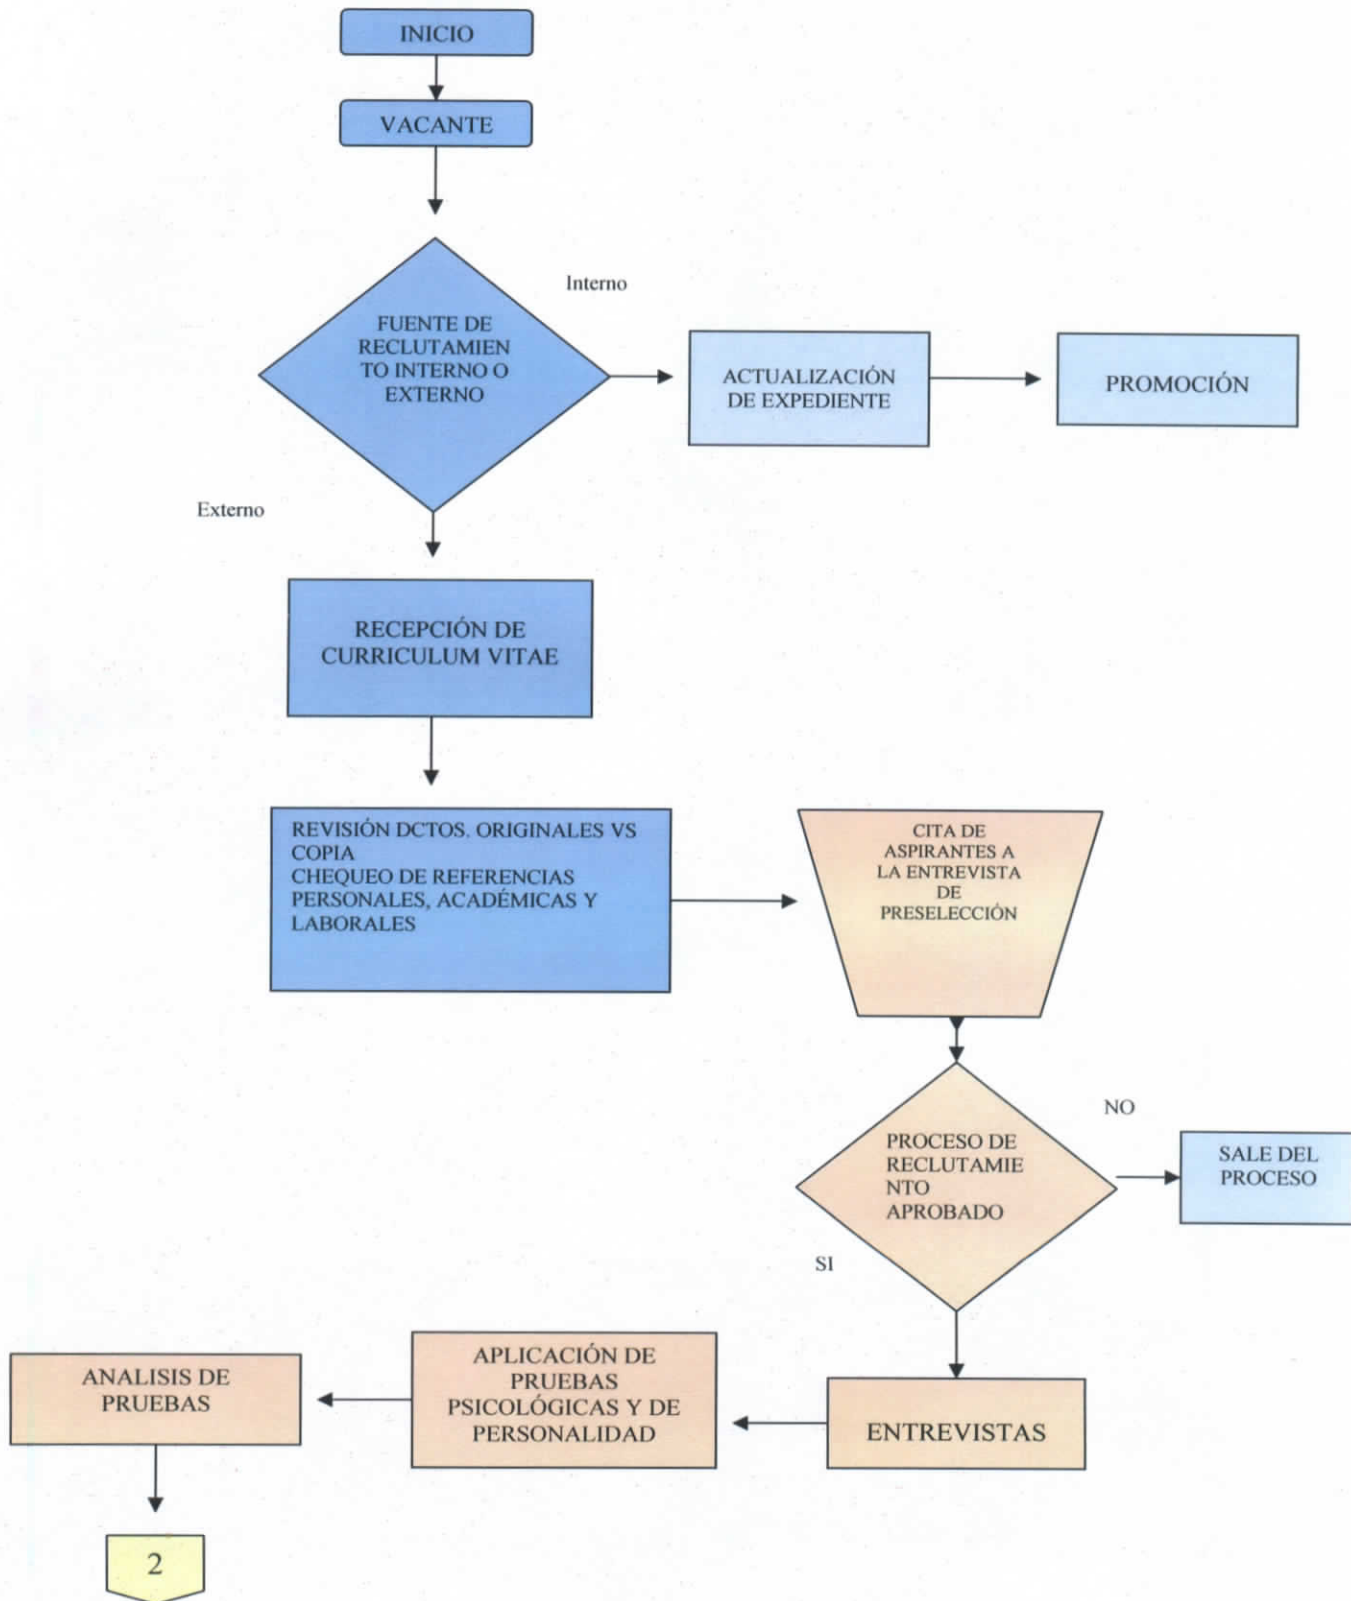 INICIO
VACANTE
Interno
FUENTE DE
RECLUTAMIEN
TO INTERNO O
EXTERNO
ACTUALIZACIÓN
DE EXPEDIENTE
PROMOCIÓN
Externo
RECEPCIÓN DE
CURRICULUM VITAE
REVISIÓN DCTOS. ORIGINALES VS
COPIA
CHEQUEO DE REFERENCIAS
PERSONALES, ACADÉMICAS Y
LABORALES
CITA DE
ASPIRANTES A
LA ENTREVISTA
DE
PRESELECCIÓN
NO
PROCESO DE
RECLUTAMIE
NTO
APROBADO
SALE DEL
PROCESO
SI
ENTREVISTAS
APLICACIÓN DE
PRUEBAS
PSICOLÓGICAS Y DE
PERSONALIDAD
ANALISIS DE
PRUEBAS
2